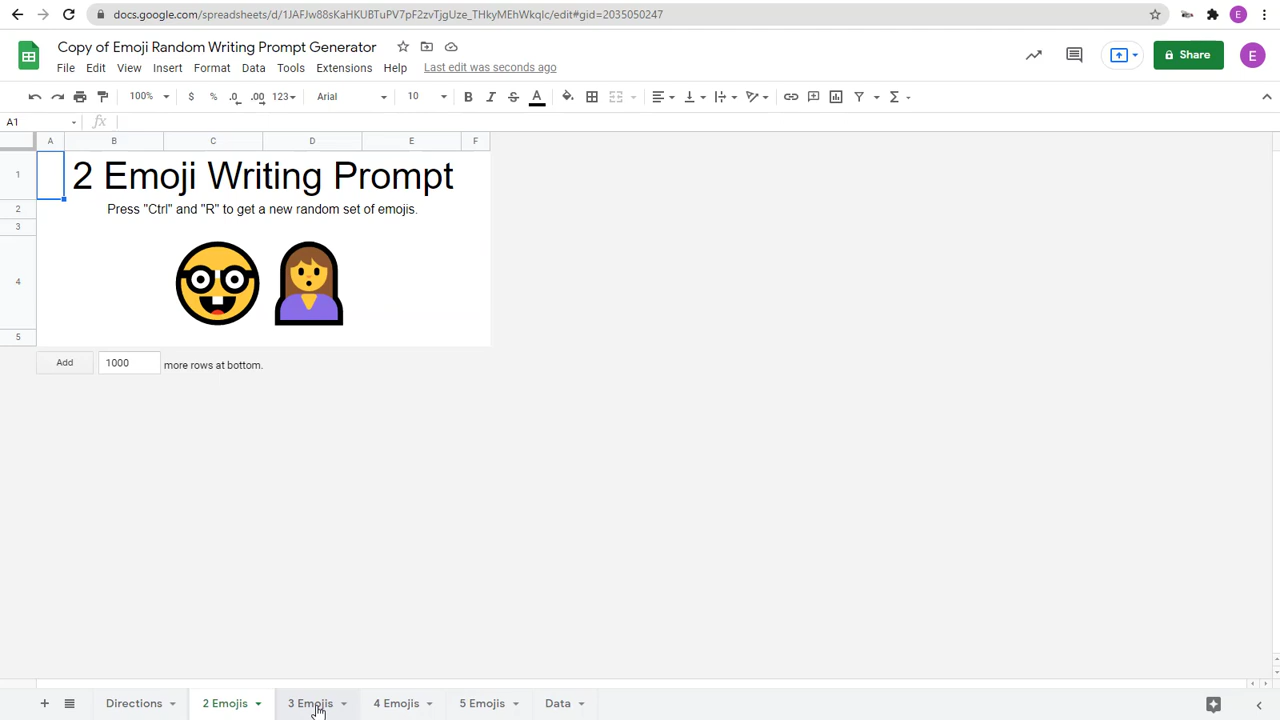 docs.google.com/spreadsheets/d/1JAFJw88sKaHKUBTuPV7pF2zvTjgUze_THkyMEhWkqIc/edit#gid=2035050247
E
Copy of Emoji Random Writing Prompt Generator
File Edit View Insert Format Data Tools Extensions Help Last edit was seconds ago
Share
E
100% $ % .0 .00 123 Arial 10 B I S A Σ
A1 fx
A B C D E F
1 2 Emoji Writing Prompt
2 Press "Ctrl" and "R" to get a new random set of emojis.
3
4
5
Add 1000 more rows at bottom.
Directions 2 Emojis 3 Emojis 4 Emojis 5 Emojis Data